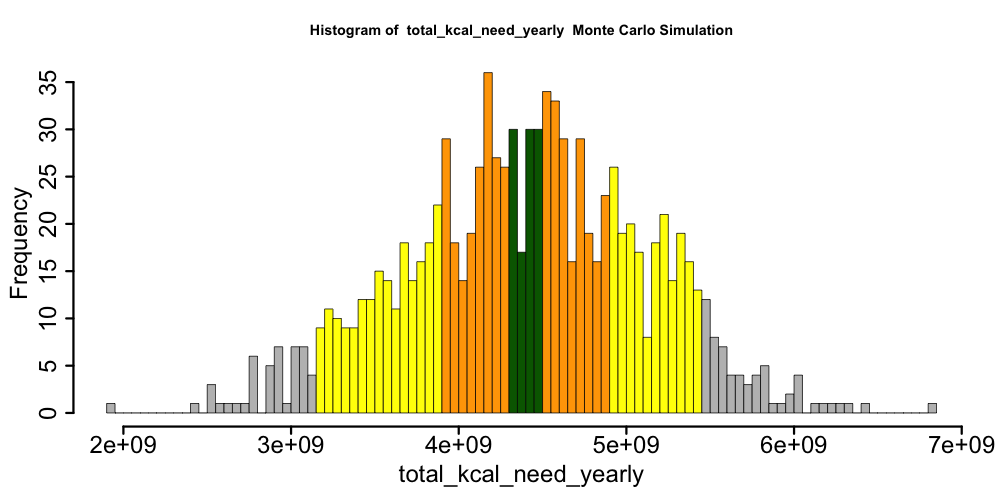 Histogram of  total_kcal_need_yearly  Monte Carlo Simulation
Frequency
35
30
25
20
15
10
5
0
2e+09 3e+09 4e+09 5e+09 6e+09 7e+09
total_kcal_need_yearly